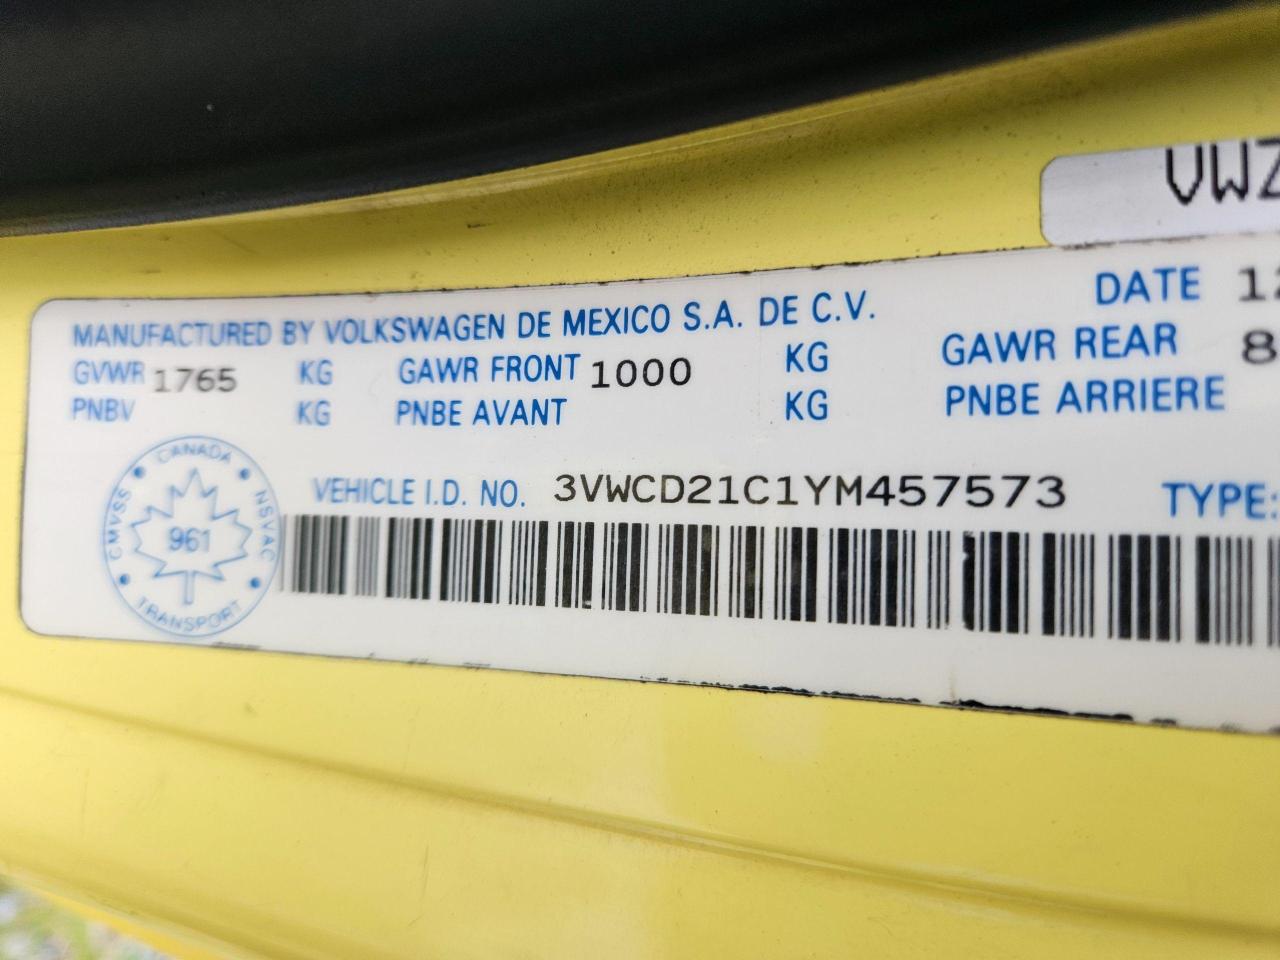 VWZ
MANUFACTURED BY VOLKSWAGEN DE MEXICO S.A. DE C.V. DATE 12
GVWR 1765 KG GAWR FRONT 1000 KG GAWR REAR 8
PNBV KG PNBE AVANT KG PNBE ARRIERE
VEHICLE I.D. NO. 3VWCD21C1YM457573 TYPE:
CANADA
CMVSS 961 NSVAC
TRANSPORT